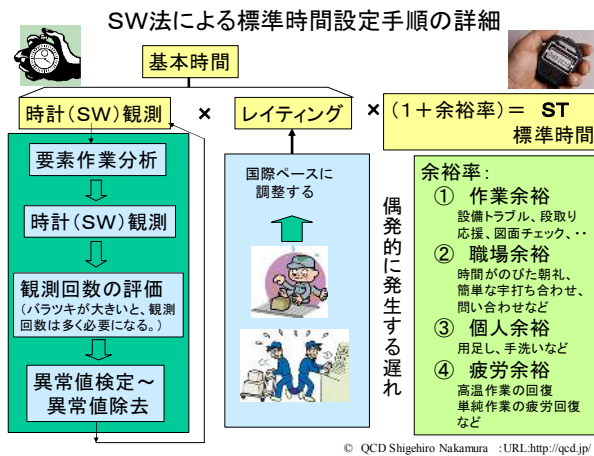 SW法による標準時間設定手順の詳細
基本時間
時計(SW)観測 × レイティング ×(1+余裕率)= ST
標準時間
要素作業分析
時計(SW)観測
観測回数の評価
(バラツキが大きいと、観測
回数は多く必要になる。)
異常値検定~
異常値除去
国際ペースに
調整する
偶発的に発生する遅れ
余裕率:
① 作業余裕
設備トラブル、段取り
応援、図面チェック、・・
② 職場余裕
時間がのびた朝礼、
簡単な宇打ち合わせ、
問い合わせなど
③ 個人余裕
用足し、手洗いなど
④ 疲労余裕
高温作業の回復
単純作業の疲労回復
など
© QCD Shigehiro Nakamura :URL:http://qcd.jp/